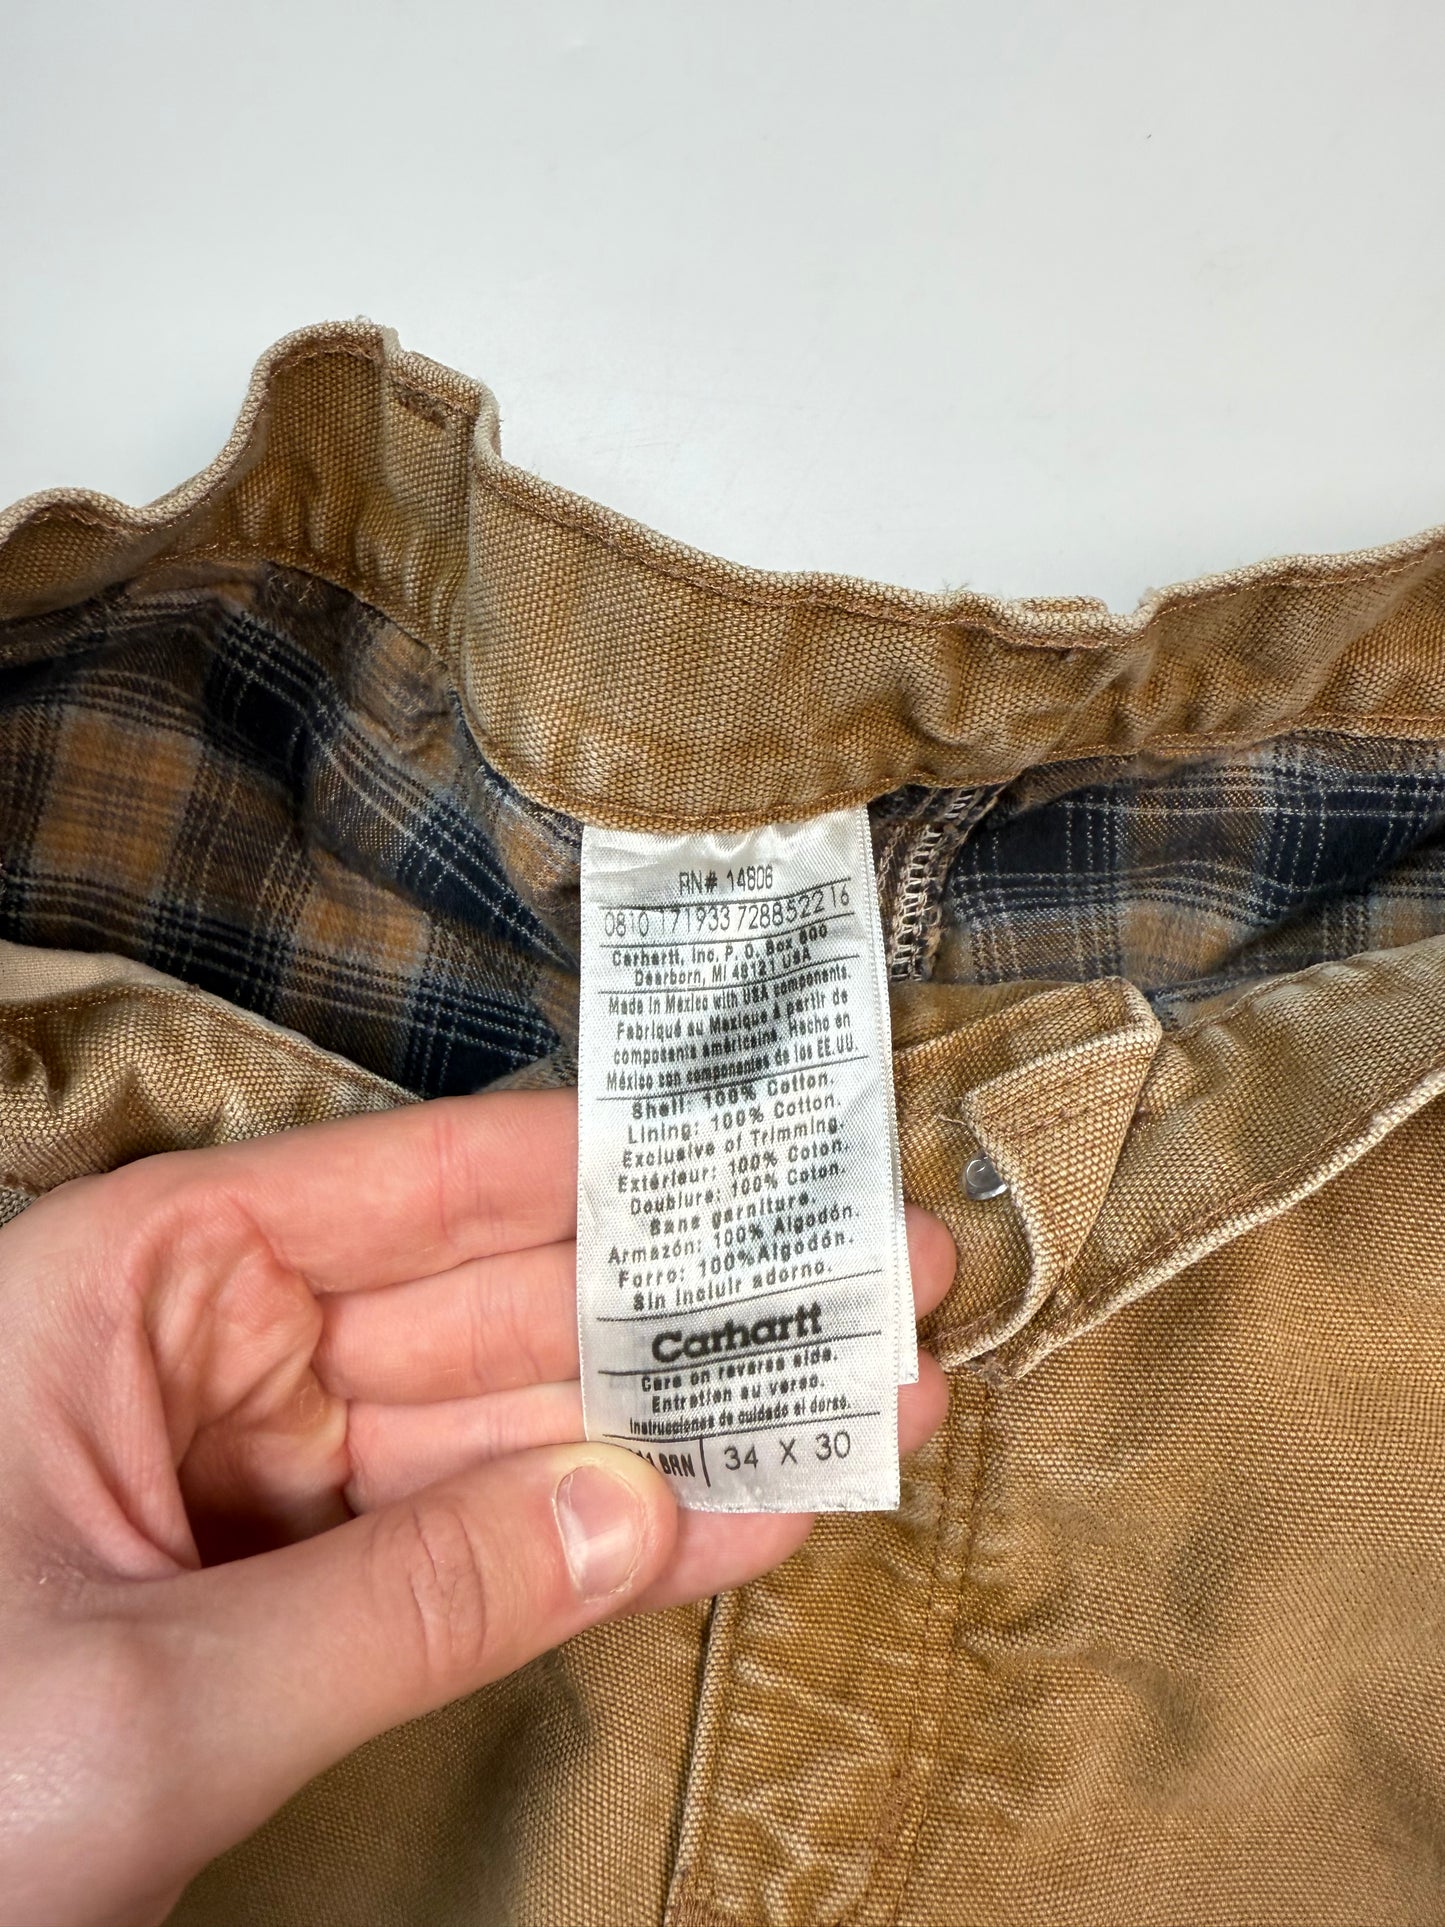 RN# 14806
0810 171933 7288522 16
Carhartt, Inc. P. O. Box 600
Dearborn, MI 48121 USA
Made in Mexico with USA components.
Fabriqué au Mexique à partir de
composants américains. Hecho en
México con componentes de los EE.UU.
Shell: 100% Cotton.
Lining: 100% Cotton.
Exclusive of Trimming.
Extérieur: 100% Coton.
Doublure: 100% Coton.
Sans garniture.
Armazón: 100% Algodón.
Forro: 100%Algodón.
Sin incluir adorno.
Carhartt
Care on reverse side.
Entretien au verso.
Instrucciones de cuidado al dorso.
BRN | 34 X 30